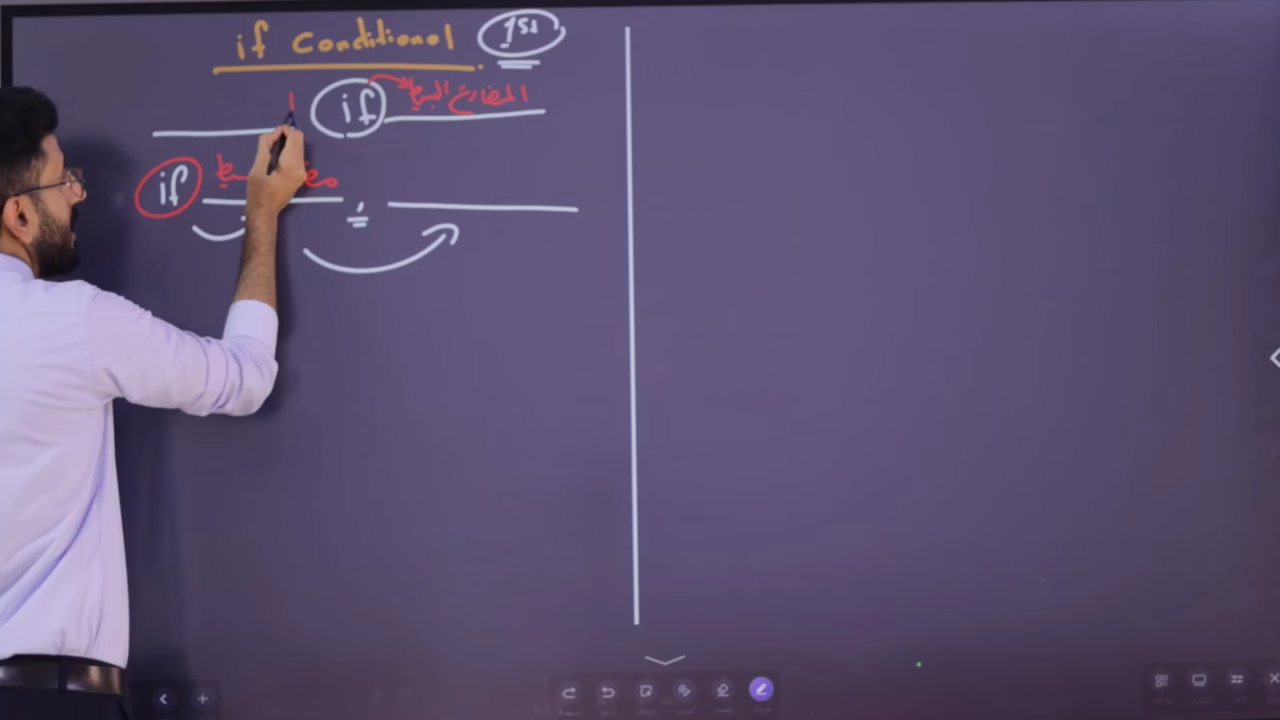 if Conditional 1st
if المضارع البسيط
if ,